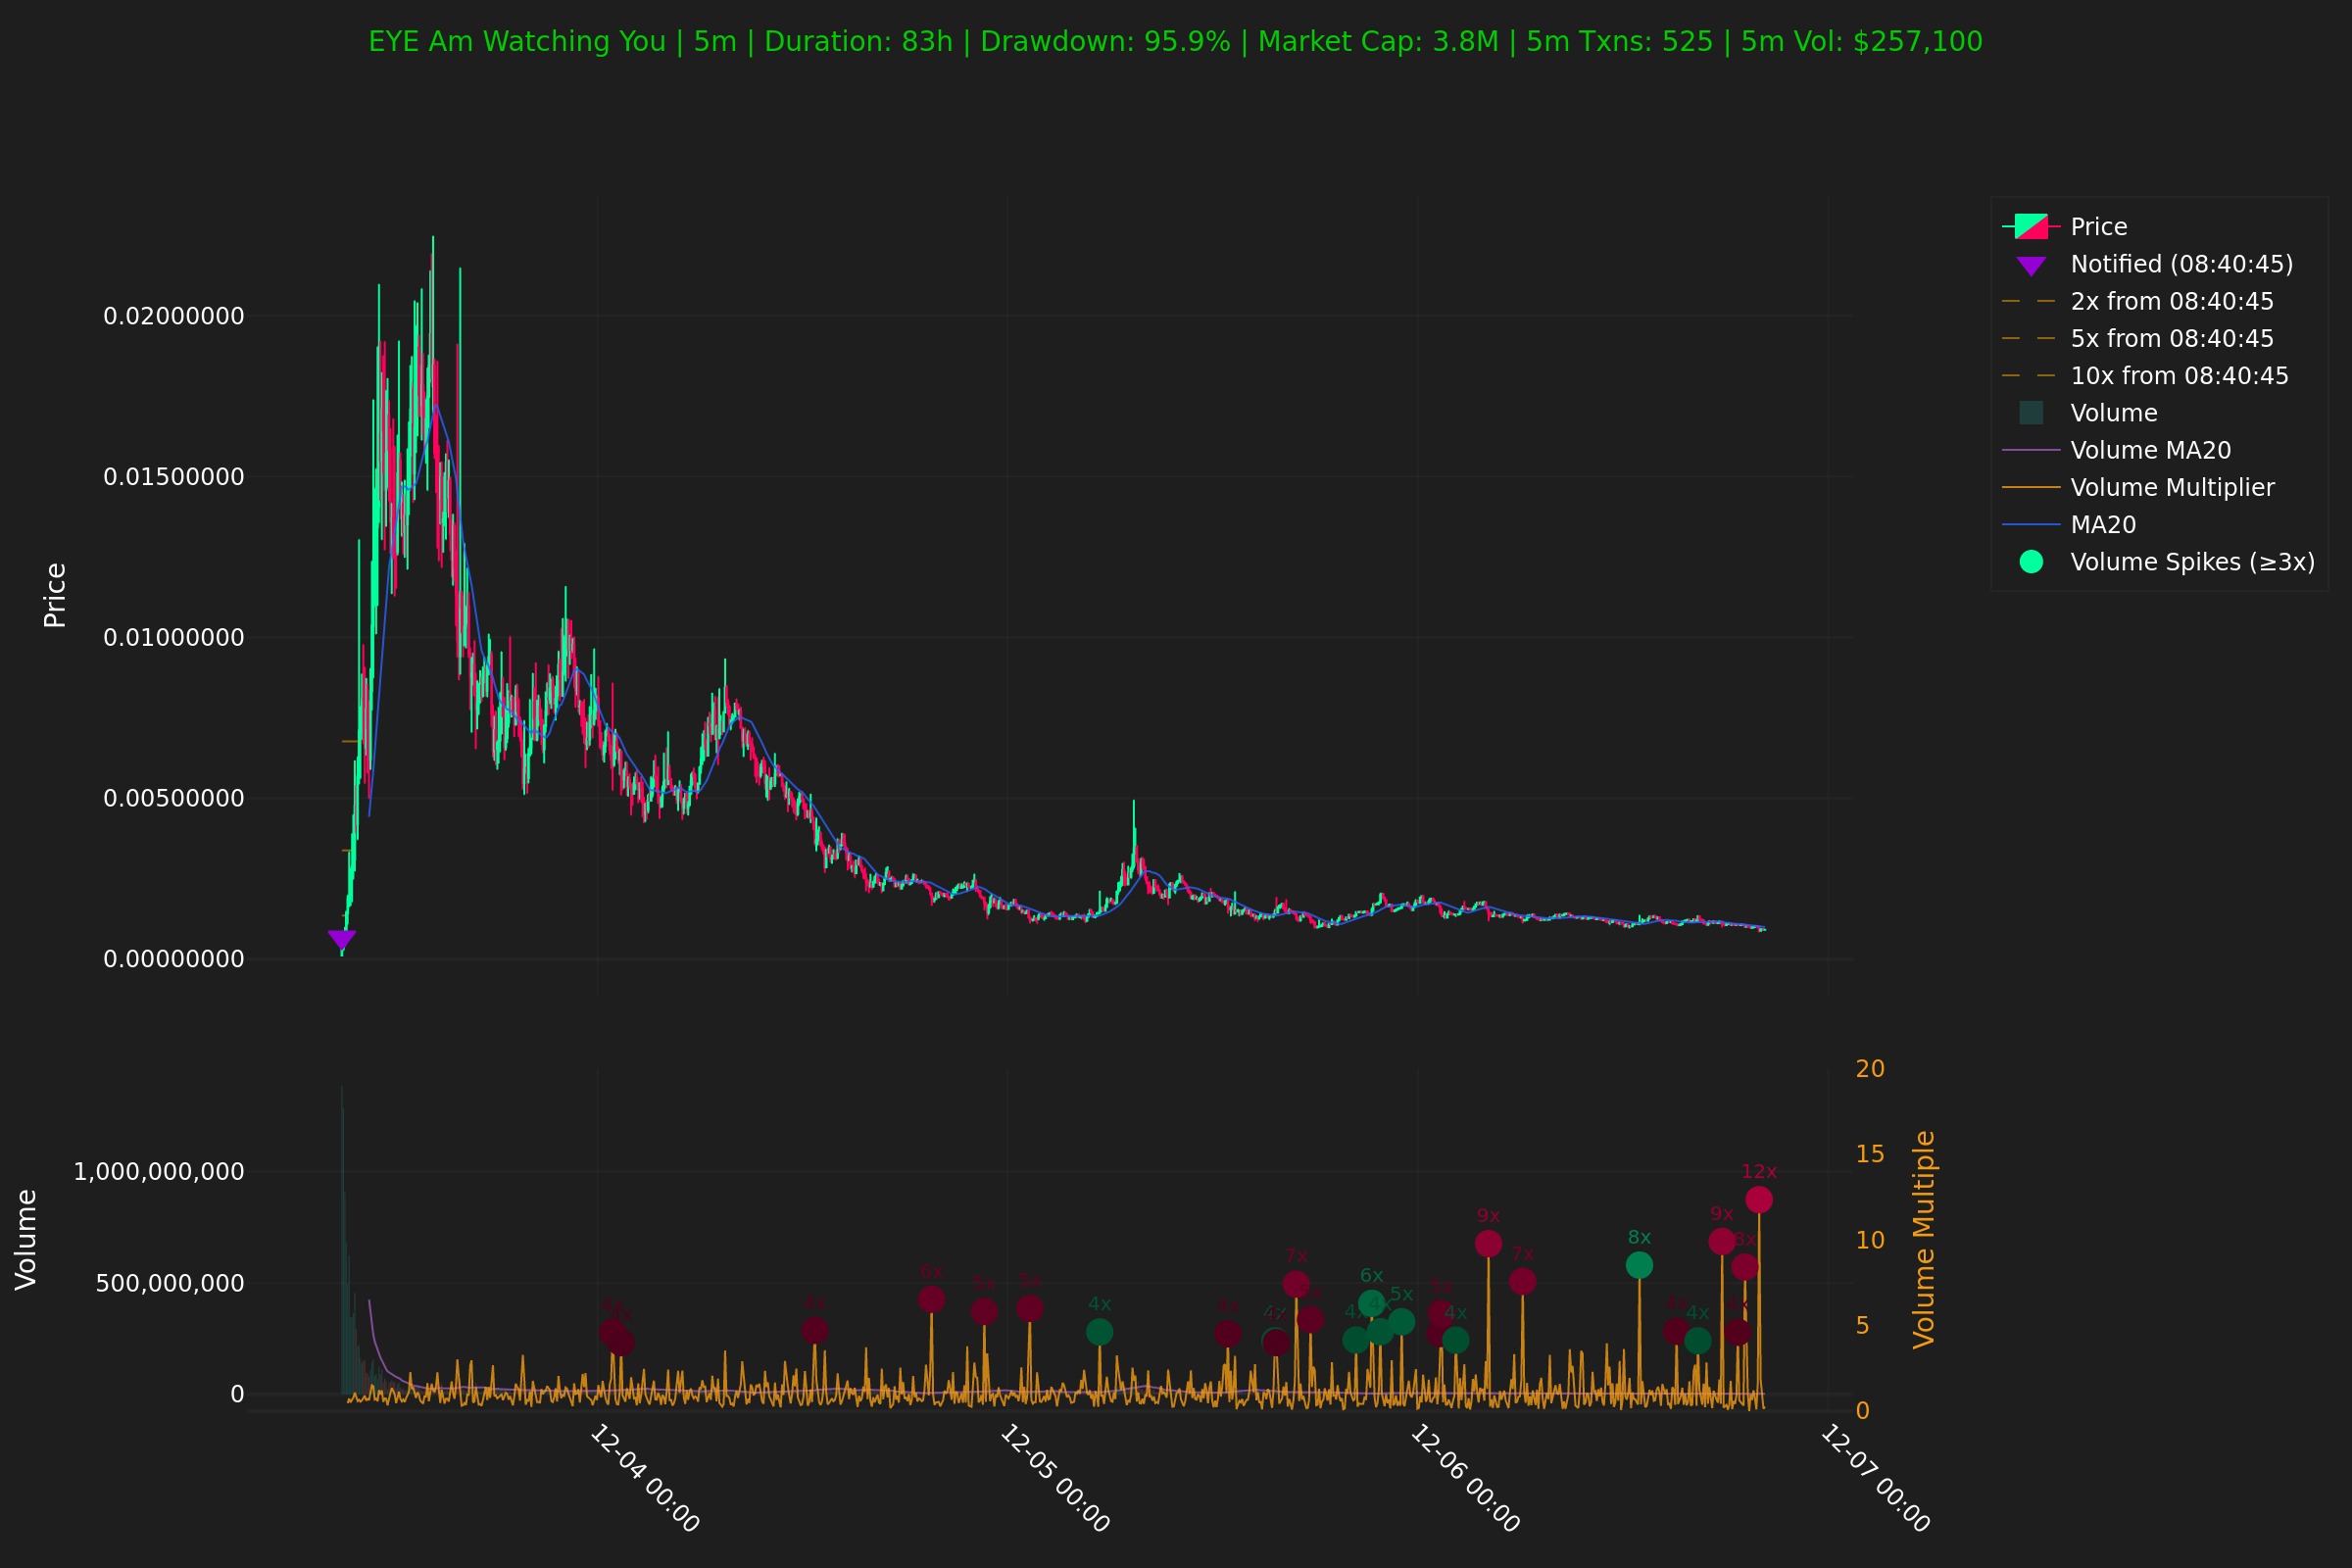 EYE Am Watching You | 5m | Duration: 83h | Drawdown: 95.9% | Market Cap: 3.8M | 5m Txns: 525 | 5m Vol: $257,100
Price
0.02000000
0.01500000
0.01000000
0.00500000
0.00000000
Price
Notified (08:40:45)
2x from 08:40:45
5x from 08:40:45
10x from 08:40:45
Volume
Volume MA20
Volume Multiplier
MA20
Volume Spikes (≥3x)
Volume
1,000,000,000
500,000,000
0
20
15
10
5
0
Volume Multiple
6x
5x
5x
4x
7x
6x
5x
9x
7x
8x
4x
9x
8x
12x
12-04 00:00
12-05 00:00
12-06 00:00
12-07 00:00